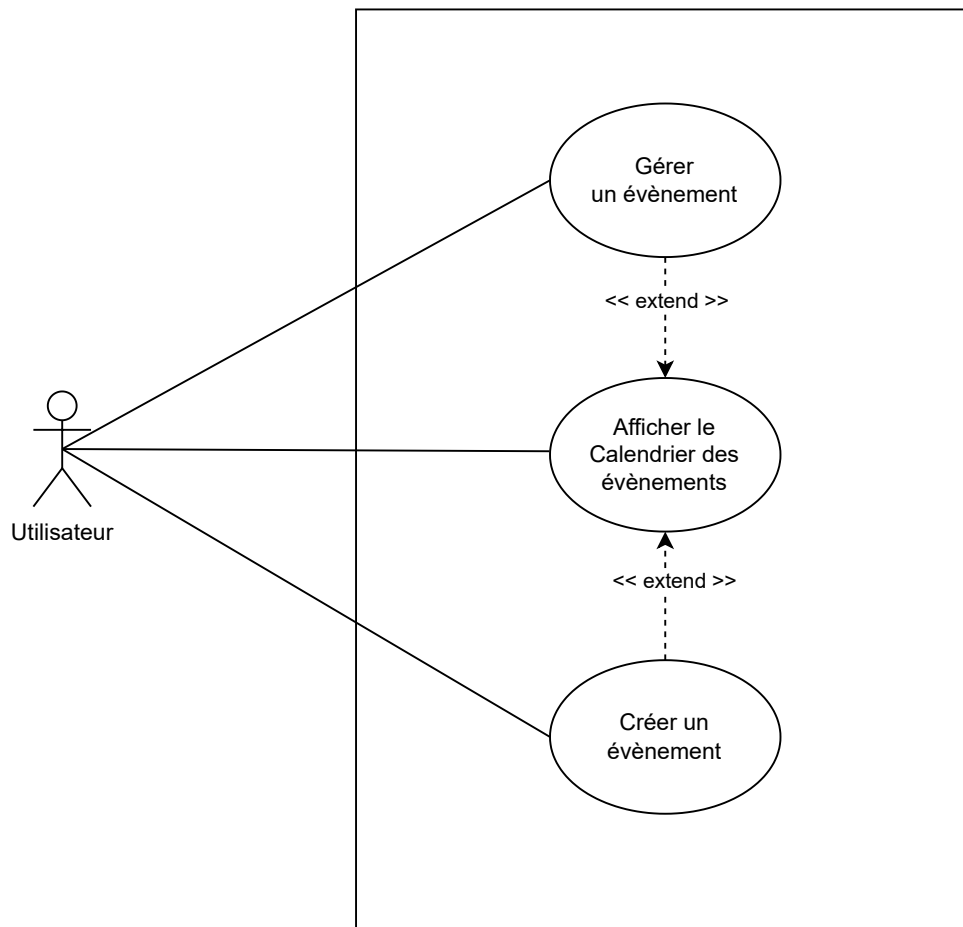 Gérer
un évènement
<< extend >>
Afficher le
Calendrier des
évènements
Utilisateur
<< extend >>
Créer un
évènement